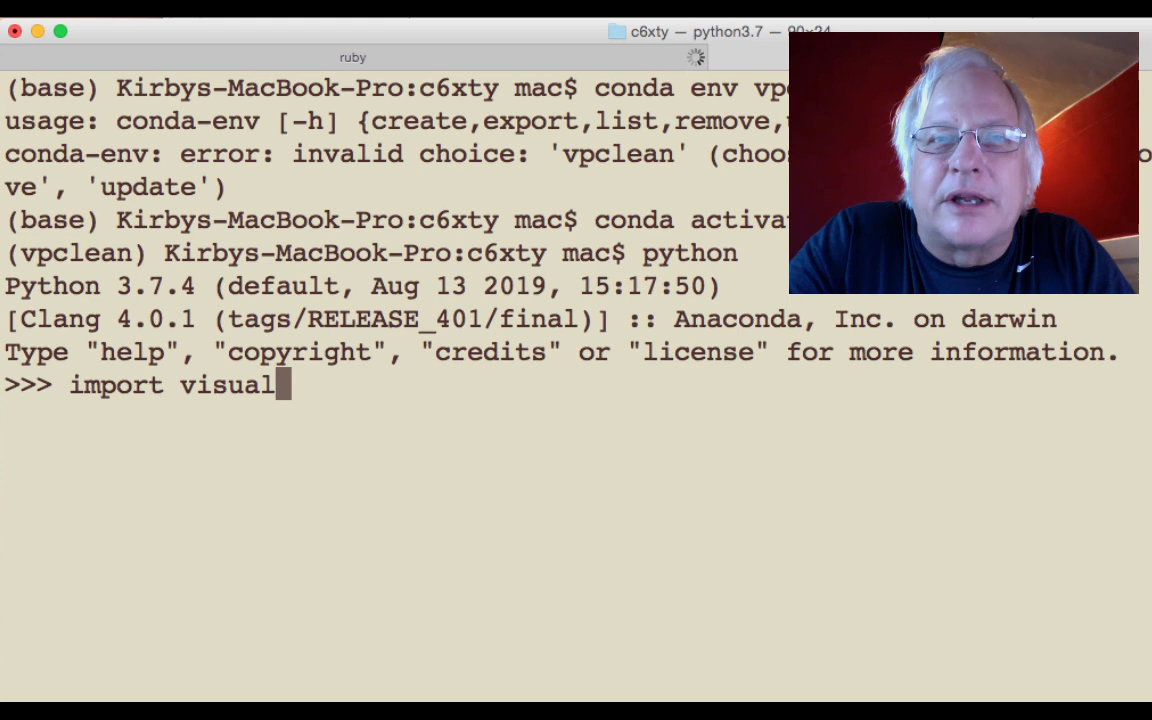 c6xty — python3.7 — 90×24
ruby
(base) Kirbys-MacBook-Pro:c6xty mac$ conda env
usage: conda-env [-h] {create,export,list,remove,
conda-env: error: invalid choice: 'vpclean'
ve', 'update')
(base) Kirbys-MacBook-Pro:c6xty mac$ conda
(vpclean) Kirbys-MacBook-Pro:c6xty mac$ python
Python 3.7.4 (default, Aug 13 2019, 15:17:50)
[Clang 4.0.1 (tags/RELEASE_401/final)] :: Anaconda, Inc. on darwin
Type "help", "copyright", "credits" or "license" for more information.
>>> import visual